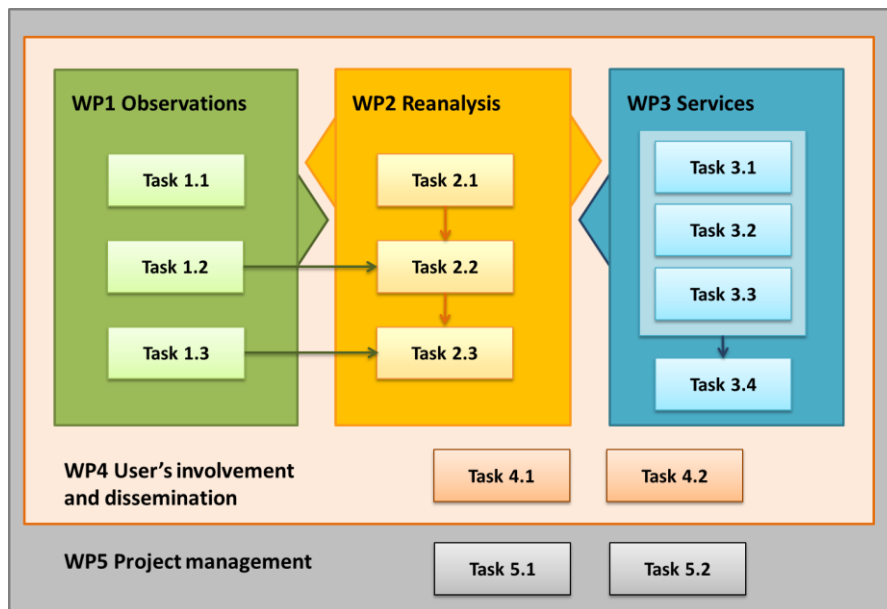 WP1 Observations
Task 1.1
Task 1.2
Task 1.3
WP2 Reanalysis
Task 2.1
Task 2.2
Task 2.3
WP3 Services
Task 3.1
Task 3.2
Task 3.3
Task 3.4
WP4 User’s involvement
and dissemination
Task 4.1
Task 4.2
WP5 Project management
Task 5.1
Task 5.2